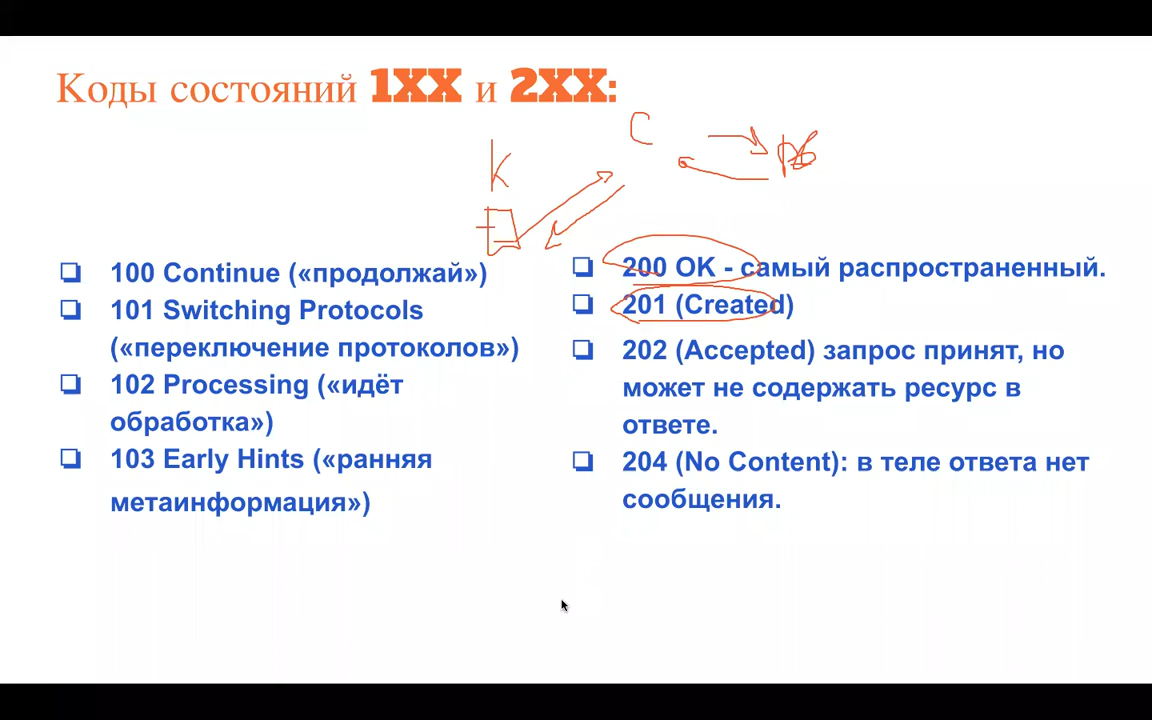 Коды состояний 1XX и 2XX:
С
К
100 Continue («продолжай»)
101 Switching Protocols
(«переключение протоколов»)
102 Processing («идёт
обработка»)
103 Early Hints («ранняя
метаинформация»)
200 OK - самый распространенный.
201 (Created)
202 (Accepted) запрос принят, но
может не содержать ресурс в
ответе.
204 (No Content): в теле ответа нет
сообщения.